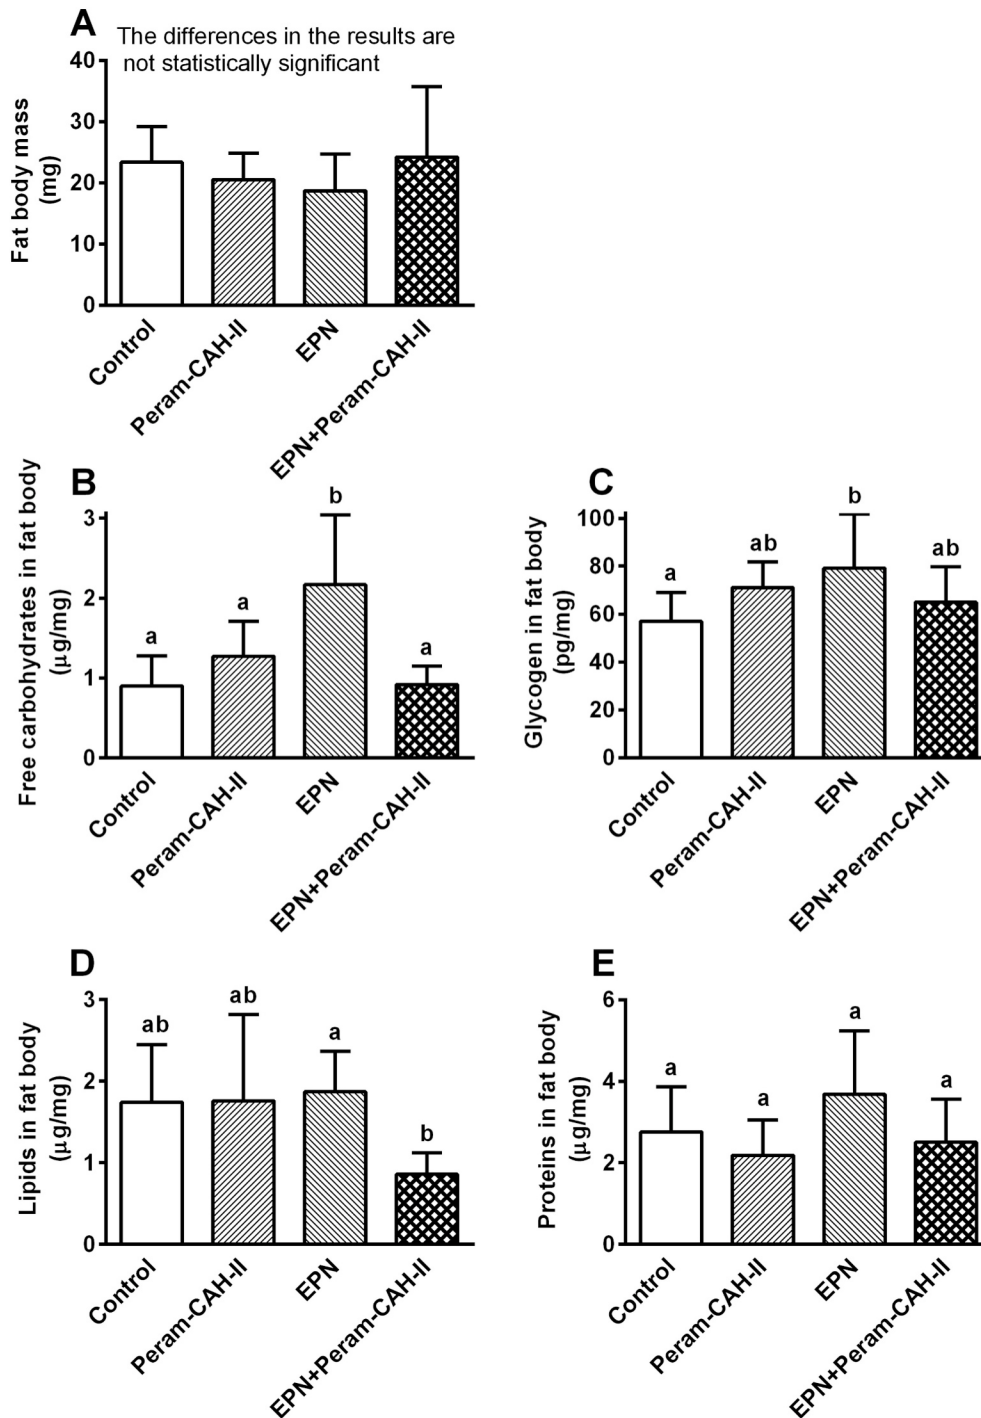 A
The differences in the results are
not statistically significant
Fat body mass
(mg)
40
30
20
10
0
Control
Peram-CAH-II
EPN
EPN+Peram-CAH-II
B
Free carbohydrates in fat body
(µg/mg)
3
2
1
0
a
a
b
a
Control
Peram-CAH-II
EPN
EPN+Peram-CAH-II
C
Glycogen in fat body
(pg/mg)
100
80
60
40
20
0
a
ab
b
ab
Control
Peram-CAH-II
EPN
EPN+Peram-CAH-II
D
Lipids in fat body
(µg/mg)
3
2
1
0
ab
ab
a
b
Control
Peram-CAH-II
EPN
EPN+Peram-CAH-II
E
Proteins in fat body
(µg/mg)
6
4
2
0
a
a
a
a
Control
Peram-CAH-II
EPN
EPN+Peram-CAH-II